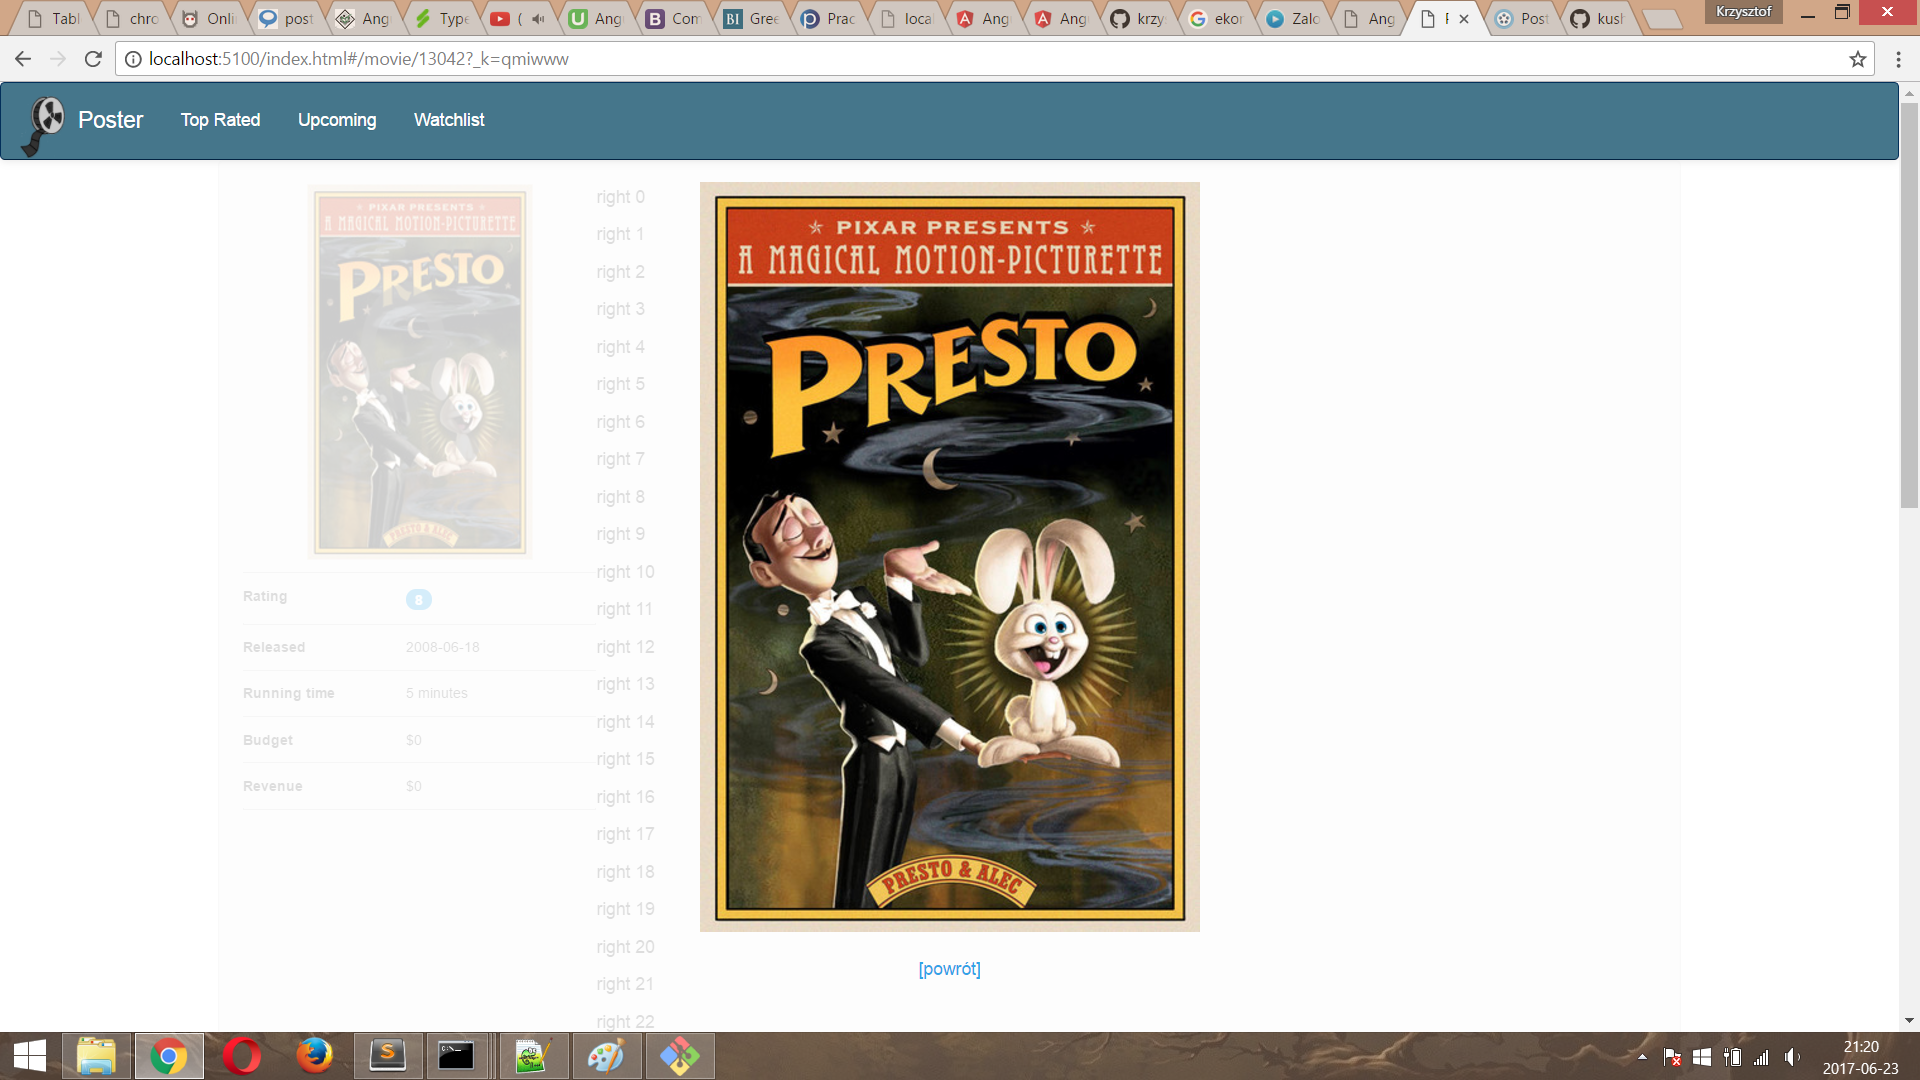 Tabl
chro
Onli
post
Ang
Type
(
Ang
Com
Gree
Prac
local
Ang
Ang
krzy
ekor
Zalo
Ang
Post
kush
Krzysztof
localhost:5100/index.html#/movie/13042?_k=qmiwww
Poster Top Rated Upcoming Watchlist
PIXAR PRESENTS
A MAGICAL MOTION-PICTURETTE
PRESTO
PRESTO & ALEC
Rating 8
Released 2008-06-18
Running time 5 minutes
Budget $0
Revenue $0
right 0
right 1
right 2
right 3
right 4
right 5
right 6
right 7
right 8
right 9
right 10
right 11
right 12
right 13
right 14
right 15
right 16
right 17
right 18
right 19
right 20
right 21
right 22
PIXAR PRESENTS
A MAGICAL MOTION-PICTURETTE
PRESTO
PRESTO & ALEC
[powrót]
21:20
2017-06-23